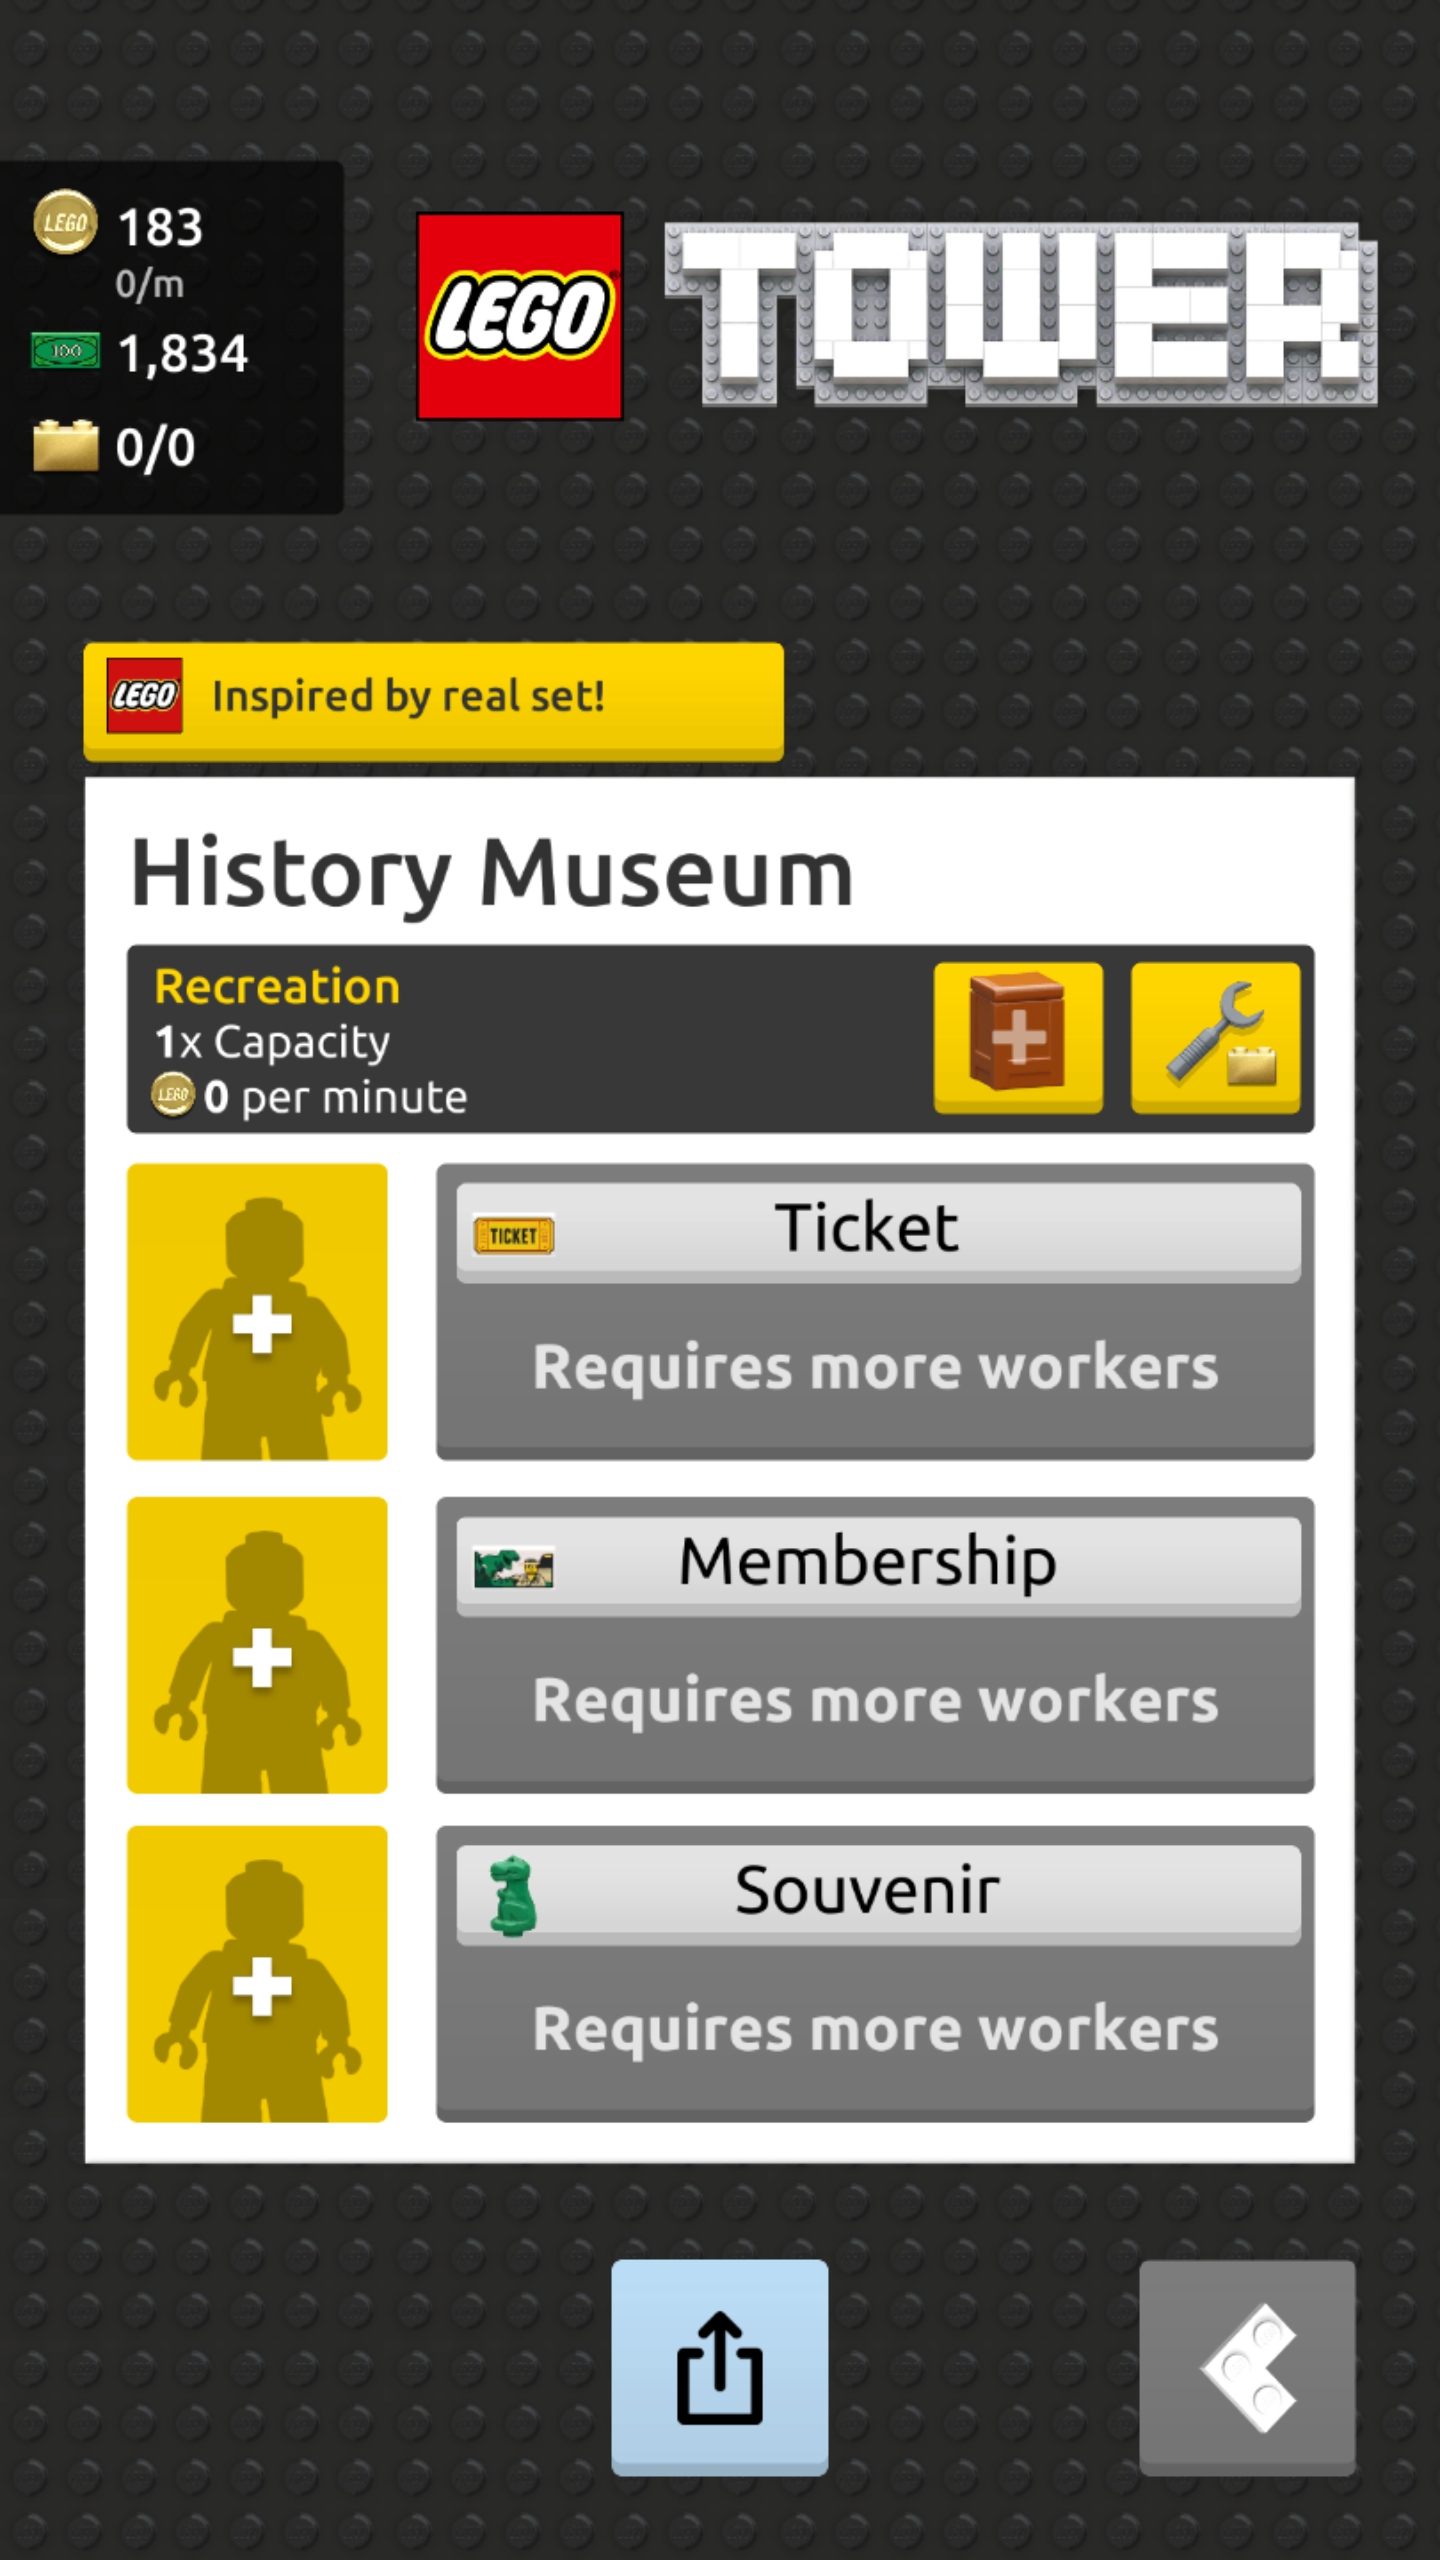 LEGO
183
0/m
100
1,834
0/0
LEGO
TOWER
LEGO
Inspired by real set!
History Museum
Recreation
1x Capacity
LEGO
0 per minute
TICKET
Ticket
Requires more workers
Membership
Requires more workers
Souvenir
Requires more workers